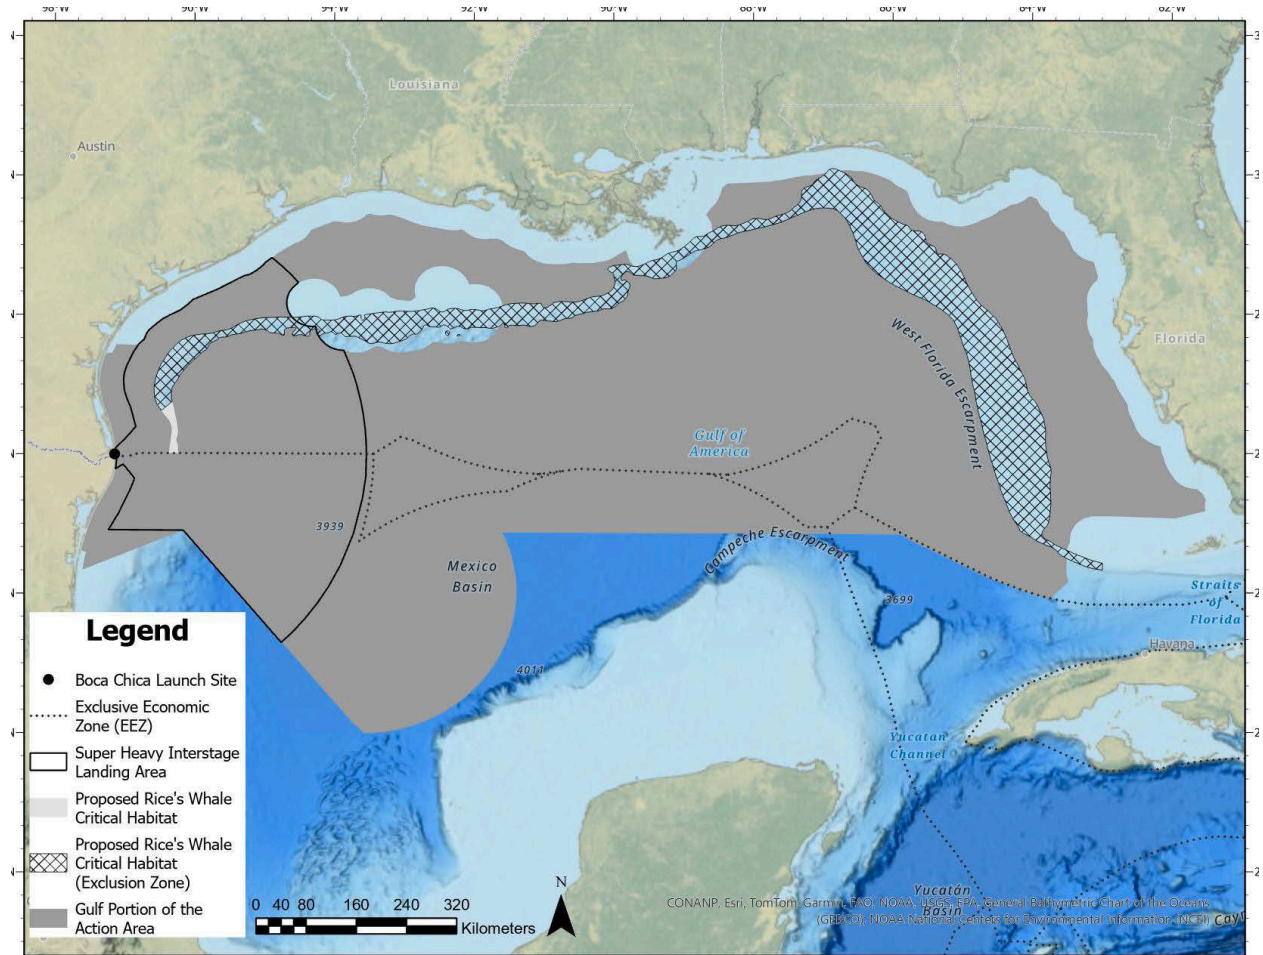 Louisiana
Austin
Florida
West Florida Escarpment
Gulf of
America
3939
Mexico
Basin
Campeche Escarpment
3699
Straits
of
Florida
Havana
4011
Yucatan
Channel
Legend
Boca Chica Launch Site
Exclusive Economic
Zone (EEZ)
Super Heavy Interstage
Landing Area
Proposed Rice's Whale
Critical Habitat
Proposed Rice's Whale
Critical Habitat
(Exclusion Zone)
Gulf Portion of the
Action Area
0 40 80 160 240 320
Kilometers
N
Yucatán
Basin
CONANP, Esri, TomTom, Garmin, FAO, NOAA, USGS, EPA, General Bathymetric Chart of the Oceans
(GEBCO), NOAA National Centers for Environmental Information (NCEI)